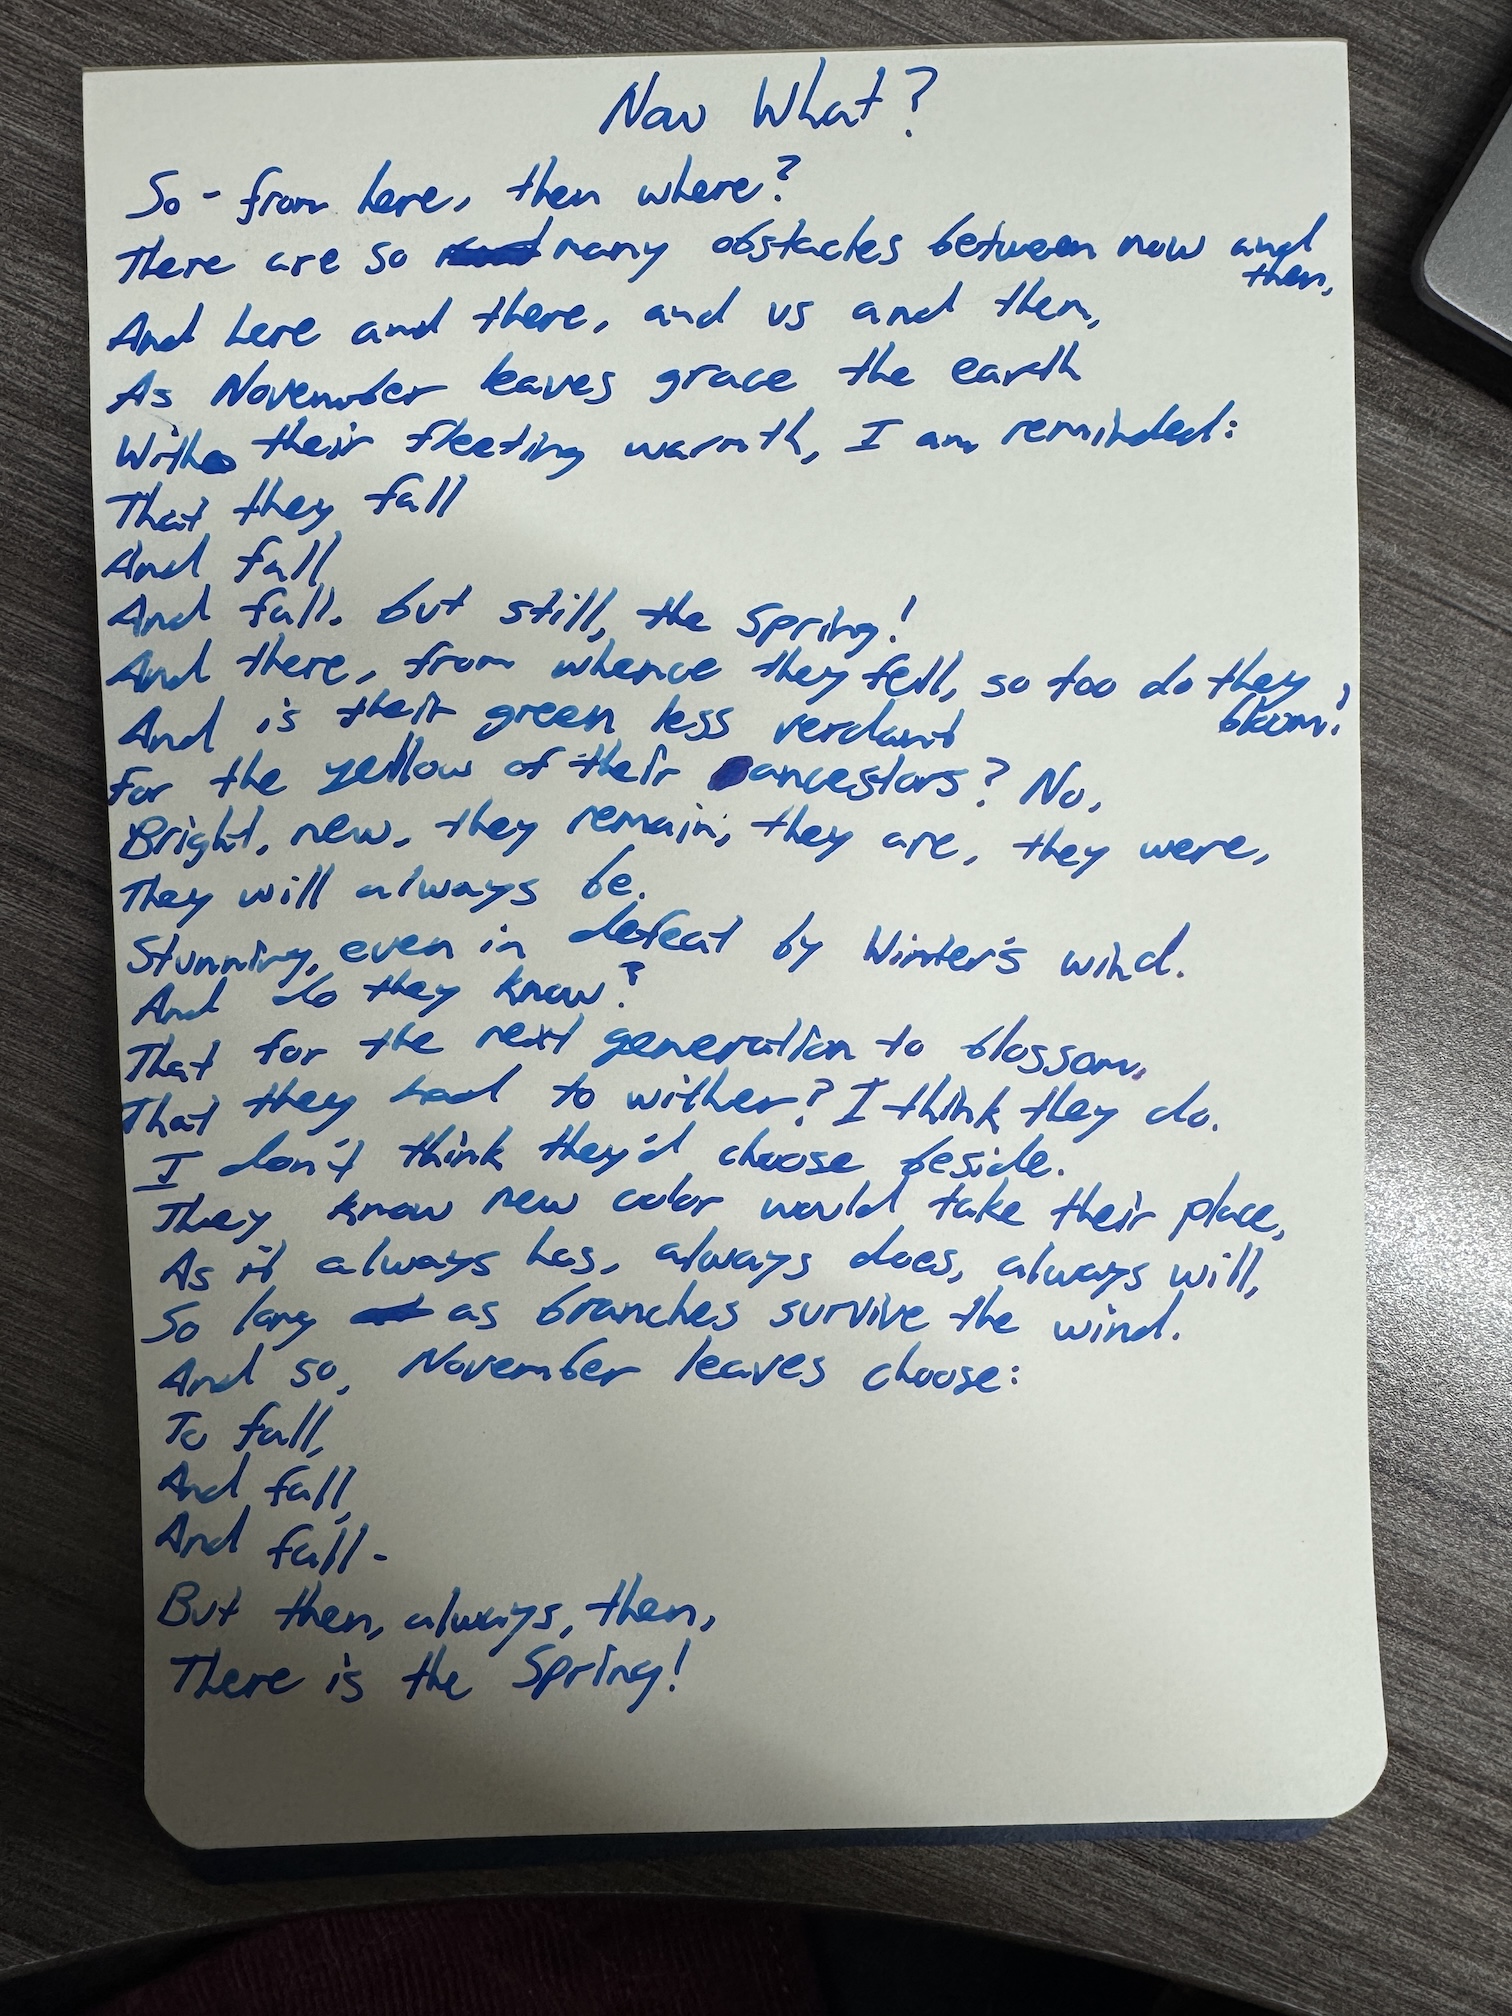 Now What?
So - from here, then where?
There are so many obstacles between now and
then,
And here and there, and us and them,
As November leaves grace the earth
With their fleeting warmth, I am reminded:
That they fall
And fall
And fall. but still, the Spring!
And there, from whence they fell, so too do they
bloom!
And is their green less verdant
For the yellow of their ancestors? No,
Bright, new, they remain; they are, they were,
They will always be.
Stunning, even in defeat by Winter's wind.
And do they know?
That for the next generation to blossom,
That they had to wither? I think they do.
I don't think they'd choose beside.
They know new color would take their place,
As it always has, always does, always will,
So long as branches survive the wind.
And so, November leaves choose:
To fall,
And fall,
And fall -
But then, always, then,
There is the Spring!